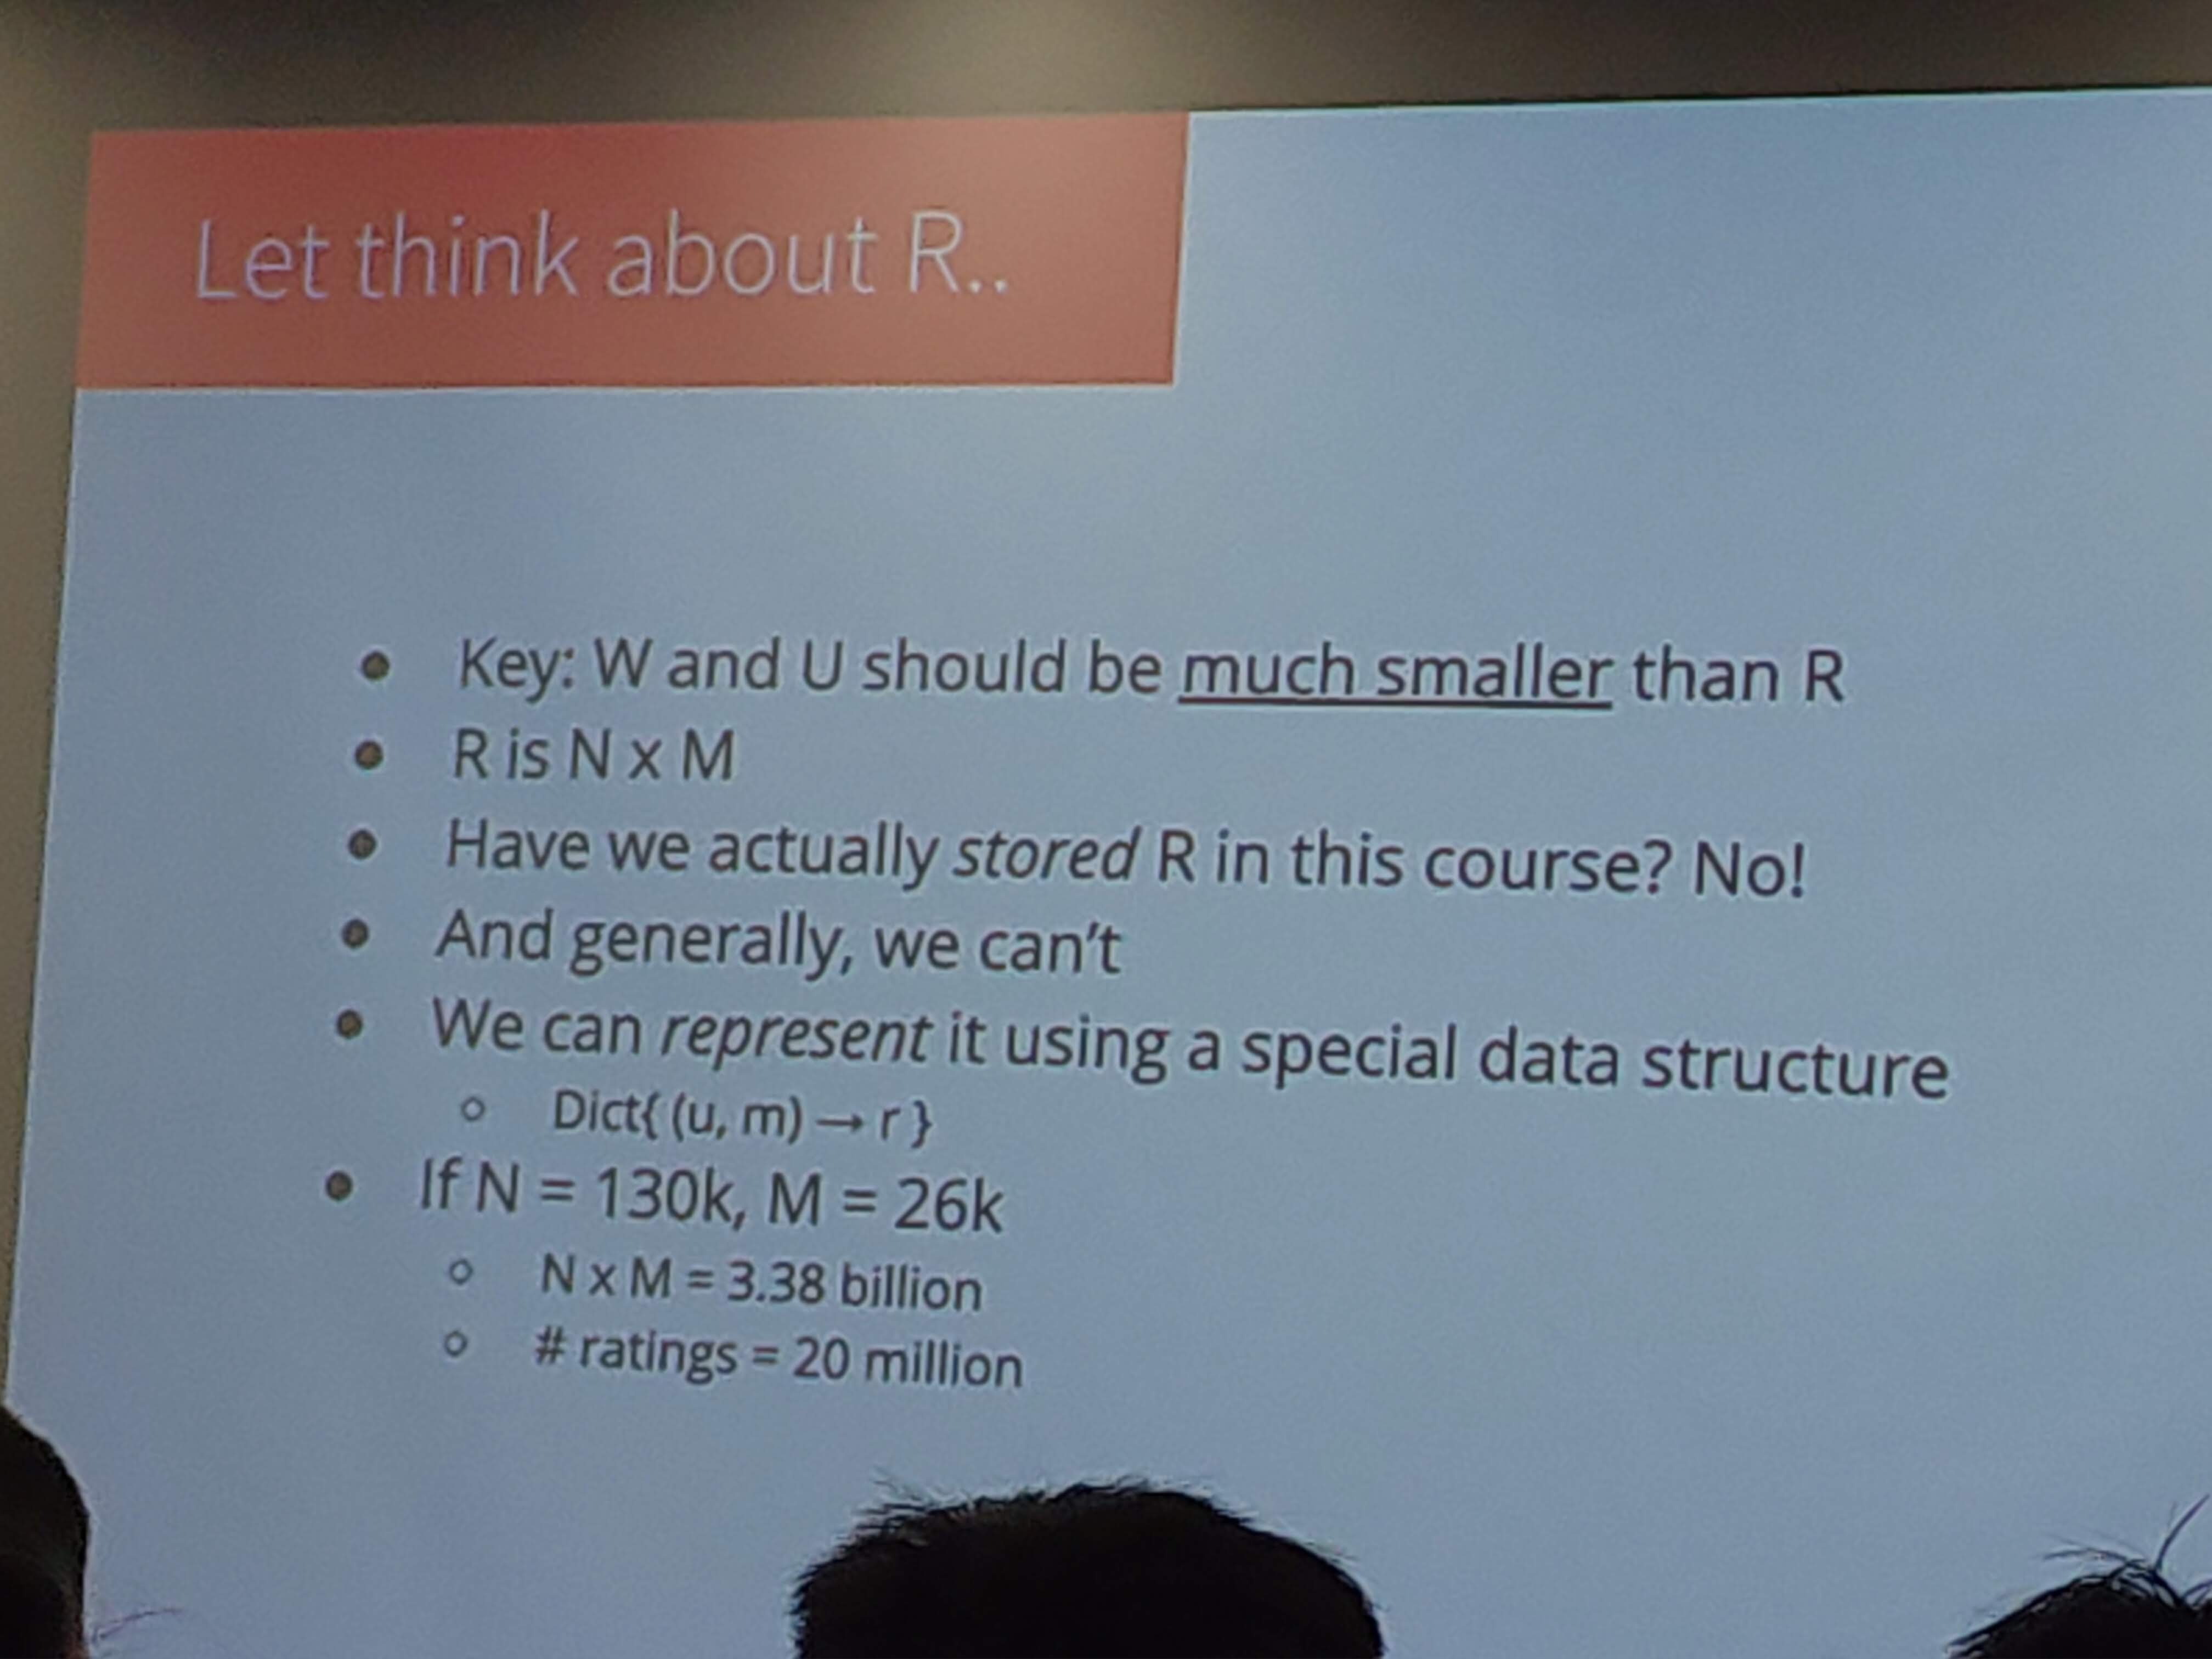 Let think about R..
● Key: W and U should be much smaller than R
● R is N x M
● Have we actually stored R in this course? No!
● And generally, we can't
● We can represent it using a special data structure
○ Dict{ (u, m) → r }
● If N = 130k, M = 26k
○ N x M = 3.38 billion
○ # ratings = 20 million